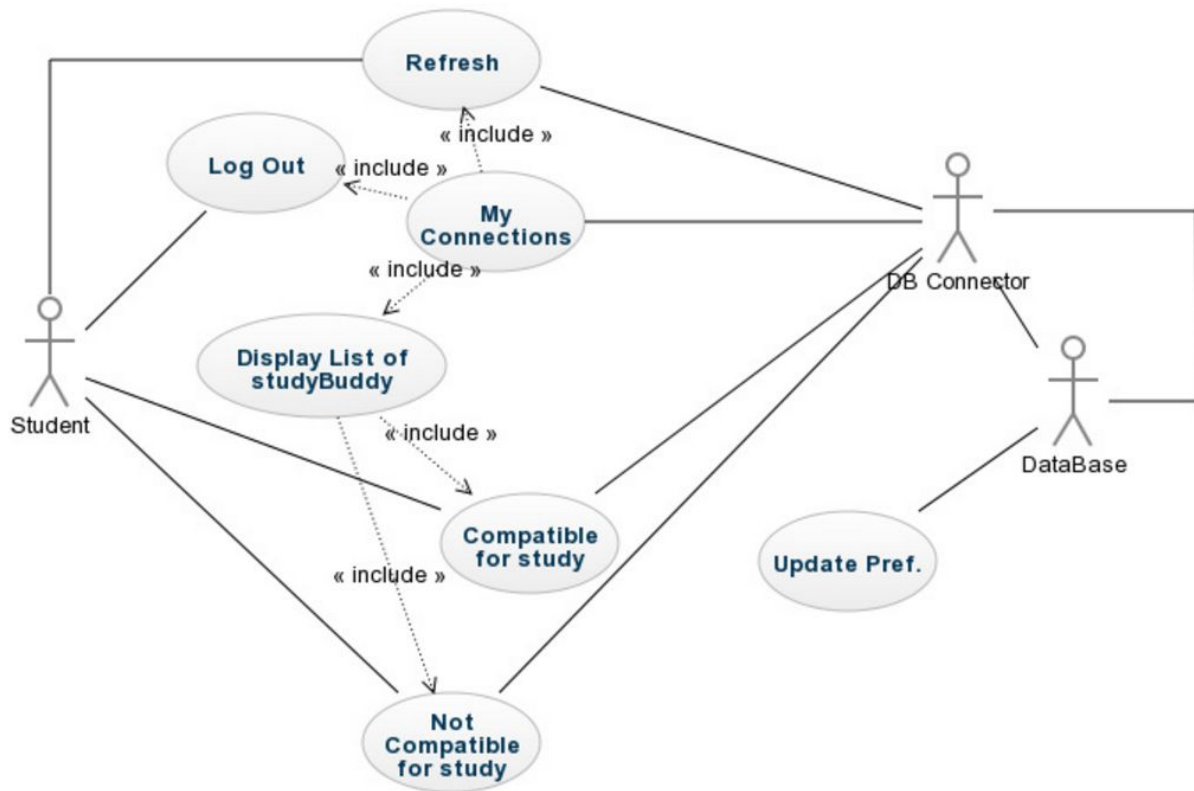 Refresh
« include »
Log Out
« include »
My
Connections
« include »
DB Connector
Display List of
studyBuddy
Student
« include »
DataBase
Compatible
for study
Update Pref.
« include »
Not
Compatible
for study